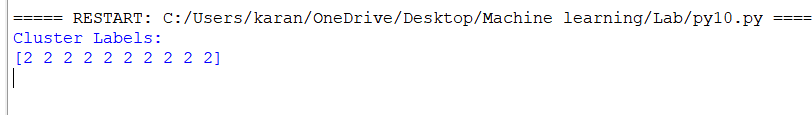 ===== RESTART: C:/Users/karan/OneDrive/Desktop/Machine learning/Lab/py10.py ====
Cluster Labels:
[2 2 2 2 2 2 2 2 2 2]